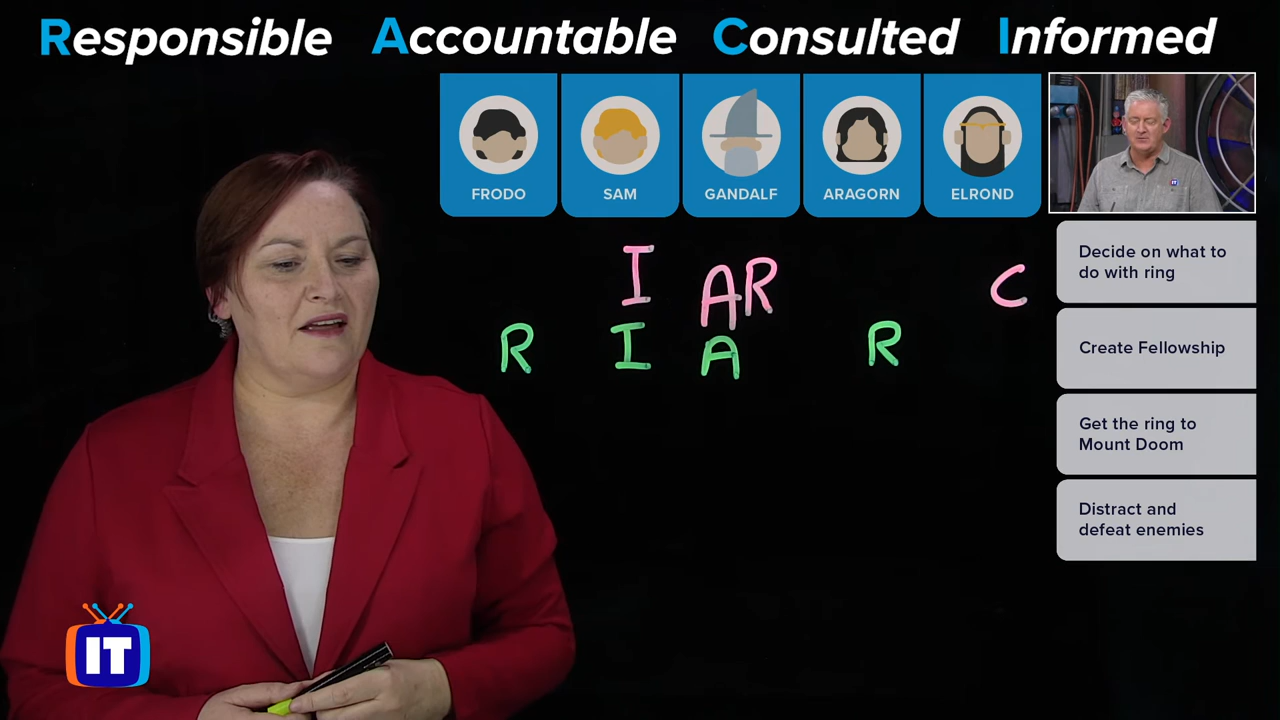 Responsible Accountable Consulted Informed
FRODO SAM GANDALF ARAGORN ELROND
IT
I AR C Decide on what to
do with ring
R I A R Create Fellowship
Get the ring to
Mount Doom
Distract and
defeat enemies
IT